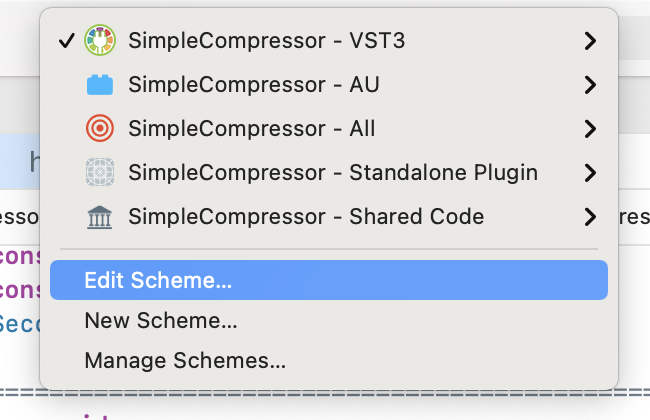 SimpleCompressor - VST3
SimpleCompressor - AU
SimpleCompressor - All
SimpleCompressor - Standalone Plugin
SimpleCompressor - Shared Code
Edit Scheme...
New Scheme...
Manage Schemes...